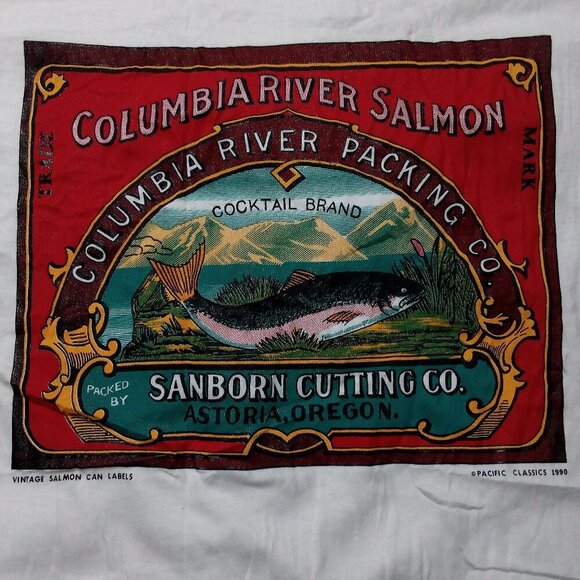 COLUMBIA RIVER SALMON
TRADE
MARK
COLUMBIA RIVER PACKING CO.
COCKTAIL BRAND
PACKED BY
SANBORN CUTTING CO.
ASTORIA, OREGON.
VINTAGE SALMON CAN LABELS
©PACIFIC CLASSICS 1990